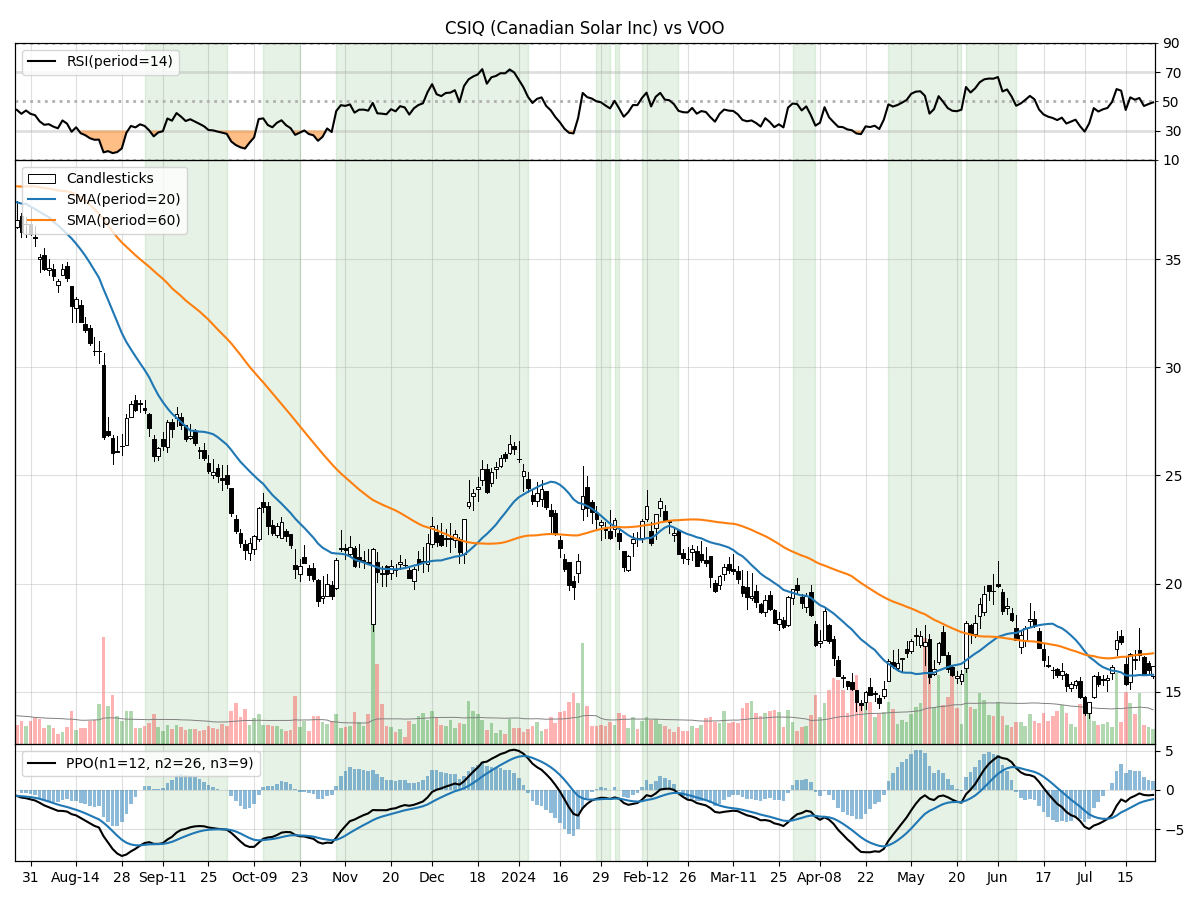 CSIQ (Canadian Solar Inc) vs VOO
RSI(period=14)
90
70
50
30
10
Candlesticks
SMA(period=20)
SMA(period=60)
35
30
25
20
15
PPO(n1=12, n2=26, n3=9)
5
0
−5
31 Aug-14 28 Sep-11 25 Oct-09 23 Nov 20 Dec 18 2024 16 29 Feb-12 26 Mar-11 25 Apr-08 22 May 20 Jun 17 Jul 15